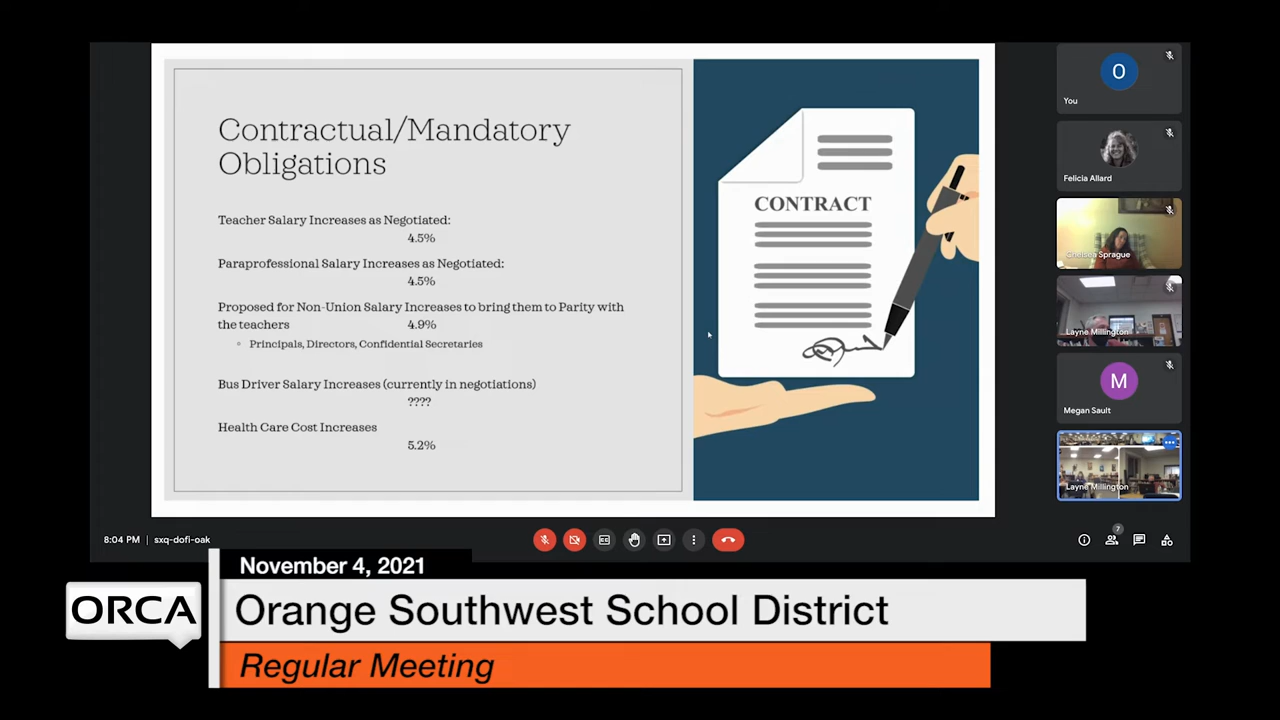 Contractual/Mandatory
Obligations
Teacher Salary Increases as Negotiated:
4.5%
Paraprofessional Salary Increases as Negotiated:
4.5%
Proposed for Non-Union Salary Increases to bring them to Parity with
the teachers 4.9%
Principals, Directors, Confidential Secretaries
Bus Driver Salary Increases (currently in negotiations)
????
Health Care Cost Increases
5.2%
CONTRACT
O
You
Felicia Allard
Chelsea Sprague
Layne Millington
M
Megan Sault
Layne Millington
8:04 PM sxq-dofi-oak
7
November 4, 2021
ORCA
Orange Southwest School District
Regular Meeting